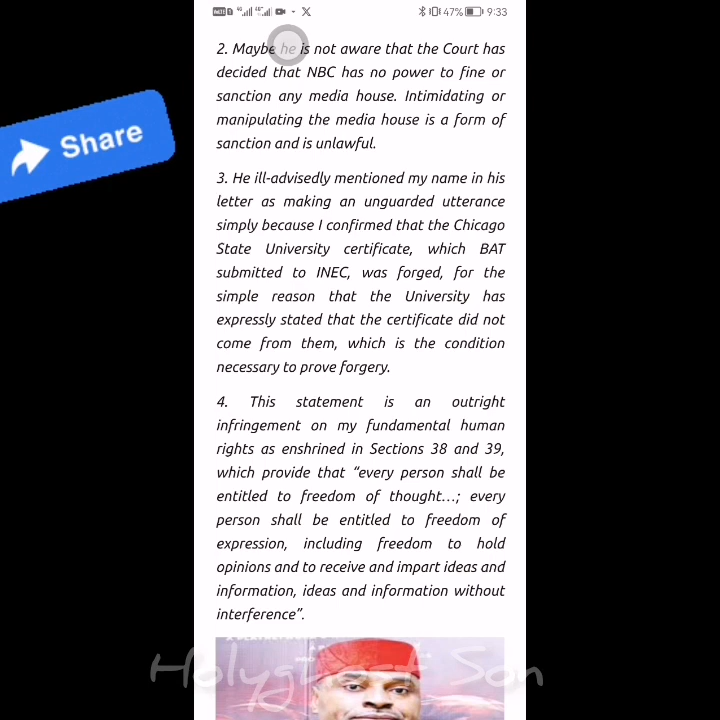 47% 9:33
2. Maybe he is not aware that the Court has
decided that NBC has no power to fine or
sanction any media house. Intimidating or
manipulating the media house is a form of
sanction and is unlawful.
Share
3. He ill-advisedly mentioned my name in his
letter as making an unguarded utterance
simply because I confirmed that the Chicago
State University certificate, which BAT
submitted to INEC, was forged, for the
simple reason that the University has
expressly stated that the certificate did not
come from them, which is the condition
necessary to prove forgery.
4. This statement is an outright
infringement on my fundamental human
rights as enshrined in Sections 38 and 39,
which provide that “every person shall be
entitled to freedom of thought...; every
person shall be entitled to freedom of
expression, including freedom to hold
opinions and to receive and impart ideas and
information, ideas and information without
interference”.
Son